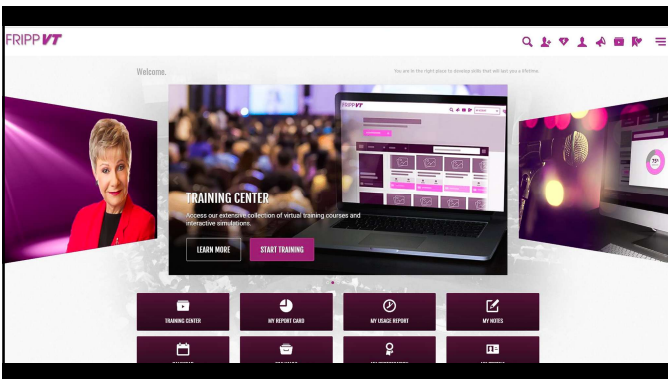 FRIPP VT
Welcome.
You are in the right place to develop skills that will last you a lifetime.
FRIPP VT
TRAINING CENTER
Access our extensive collection of virtual training courses and
interactive simulations.
LEARN MORE
START TRAINING
TRAINING CENTER
MY REPORT CARD
MY USAGE REPORT
MY NOTES